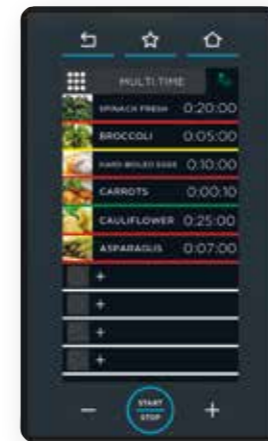 MULTI.TIME
SPINACH FRESH 0:20:00
BROCCOLI 0:05:00
HARD-BOILED EGGS 0:10:00
CARROTS 0:00:10
CAULIFLOWER 0:25:00
ASPARAGUS 0:07:00
+
+
+
+
− START STOP +